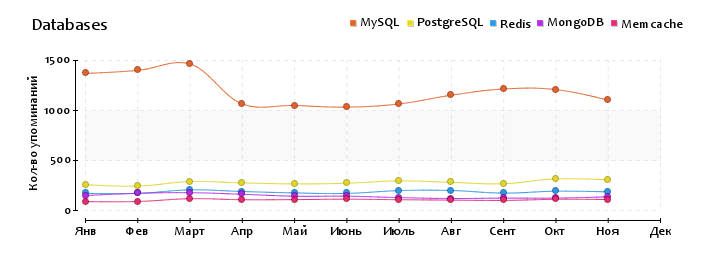 Databases
MySQL PostgreSQL Redis MongoDB Memcache
Кол-во упоминаний
1500
1000
500
0
Янв Фев Март Апр Май Июнь Июль Авг Сент Окт Ноя Дек